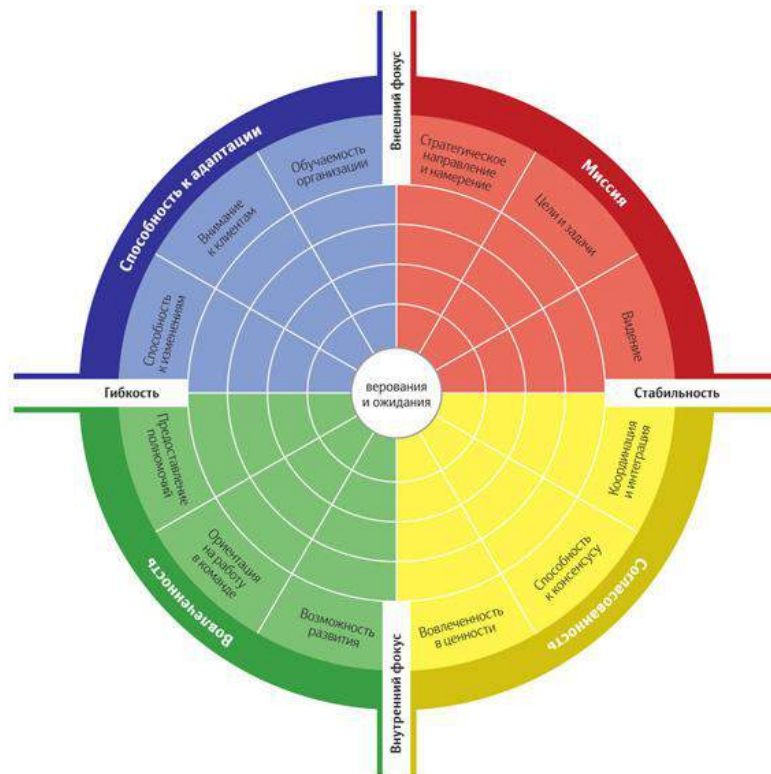 Внешний фокус
Способность к адаптации
Обучаемость
организации
Внимание
к клиентам
Способность
к изменениям
Миссия
Стратегическое
направление
и намерение
Цели и задачи
Видение
Гибкость
верования
и ожидания
Стабильность
Предоставление
полномочий
Ориентация
на работу
в команде
Возможность
развития
Вовлеченность
Координация
и интеграция
Способность
к консенсусу
Вовлеченность
в ценности
Согласованность
Внутренний фокус